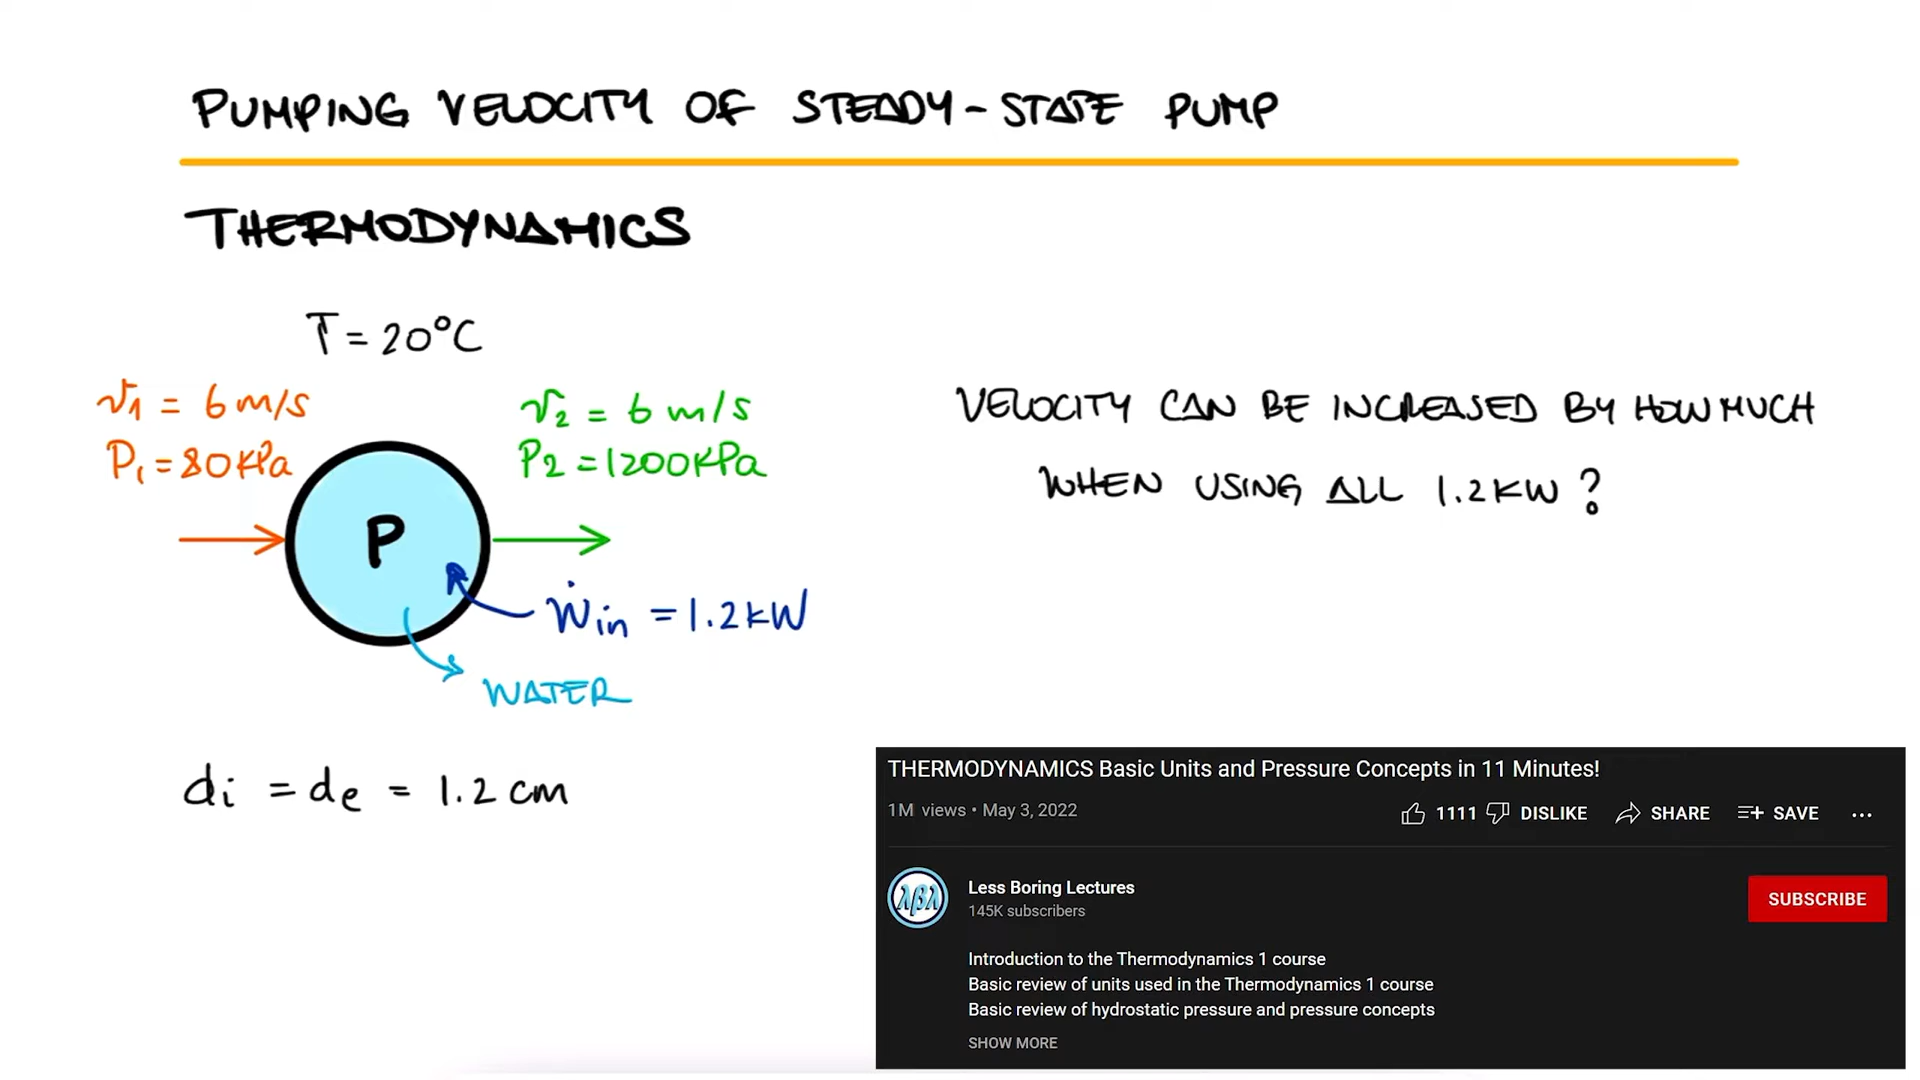 PUMPING VELOCITY OF STEADY-STATE PUMP
THERMODYNAMICS
T = 20°C
v1 = 6 m/s
P1 = 80 kPa
v2 = 6 m/s
P2 = 1200 kPa
P
Ẇin = 1.2 kW
WATER
di = de = 1.2 cm
VELOCITY CAN BE INCREASED BY HOW MUCH
WHEN USING ALL 1.2 KW ?
THERMODYNAMICS Basic Units and Pressure Concepts in 11 Minutes!
1M views • May 3, 2022
1111 DISLIKE SHARE SAVE ...
λβλ
Less Boring Lectures
145K subscribers
SUBSCRIBE
Introduction to the Thermodynamics 1 course
Basic review of units used in the Thermodynamics 1 course
Basic review of hydrostatic pressure and pressure concepts
SHOW MORE